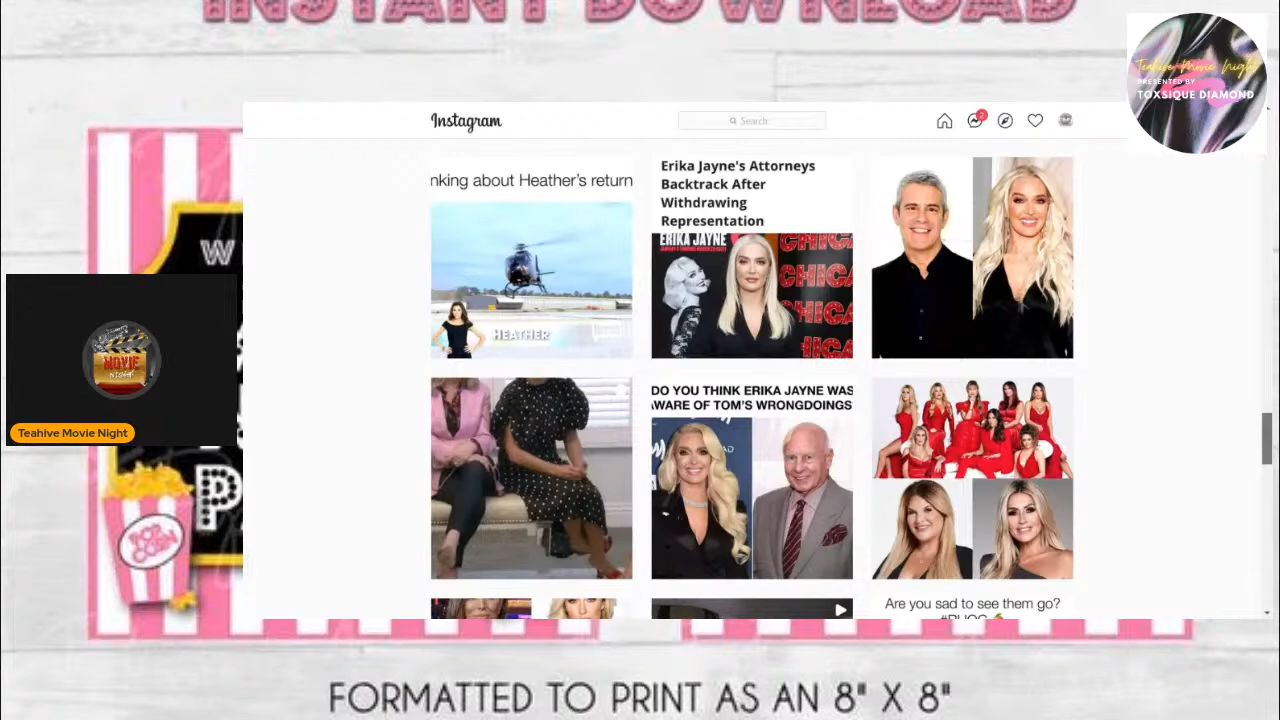 INSTANT DOWNLOAD
Teahive Movie Night
PRESENTED BY
TOXSIQUE DIAMOND
Instagram
Search
2
nking about Heather's return
HEATHER
Erika Jayne's Attorneys
Backtrack After
Withdrawing
Representation
ERIKA JAYNE
CHICA
CHICA
CHICA
CHICA
W
MOVIE
NIGHT
Teahive Movie Night
P
POP
CORN
DO YOU THINK ERIKA JAYNE WAS
AWARE OF TOM'S WRONGDOINGS
Are you sad to see them go?
FORMATTED TO PRINT AS AN 8" X 8"